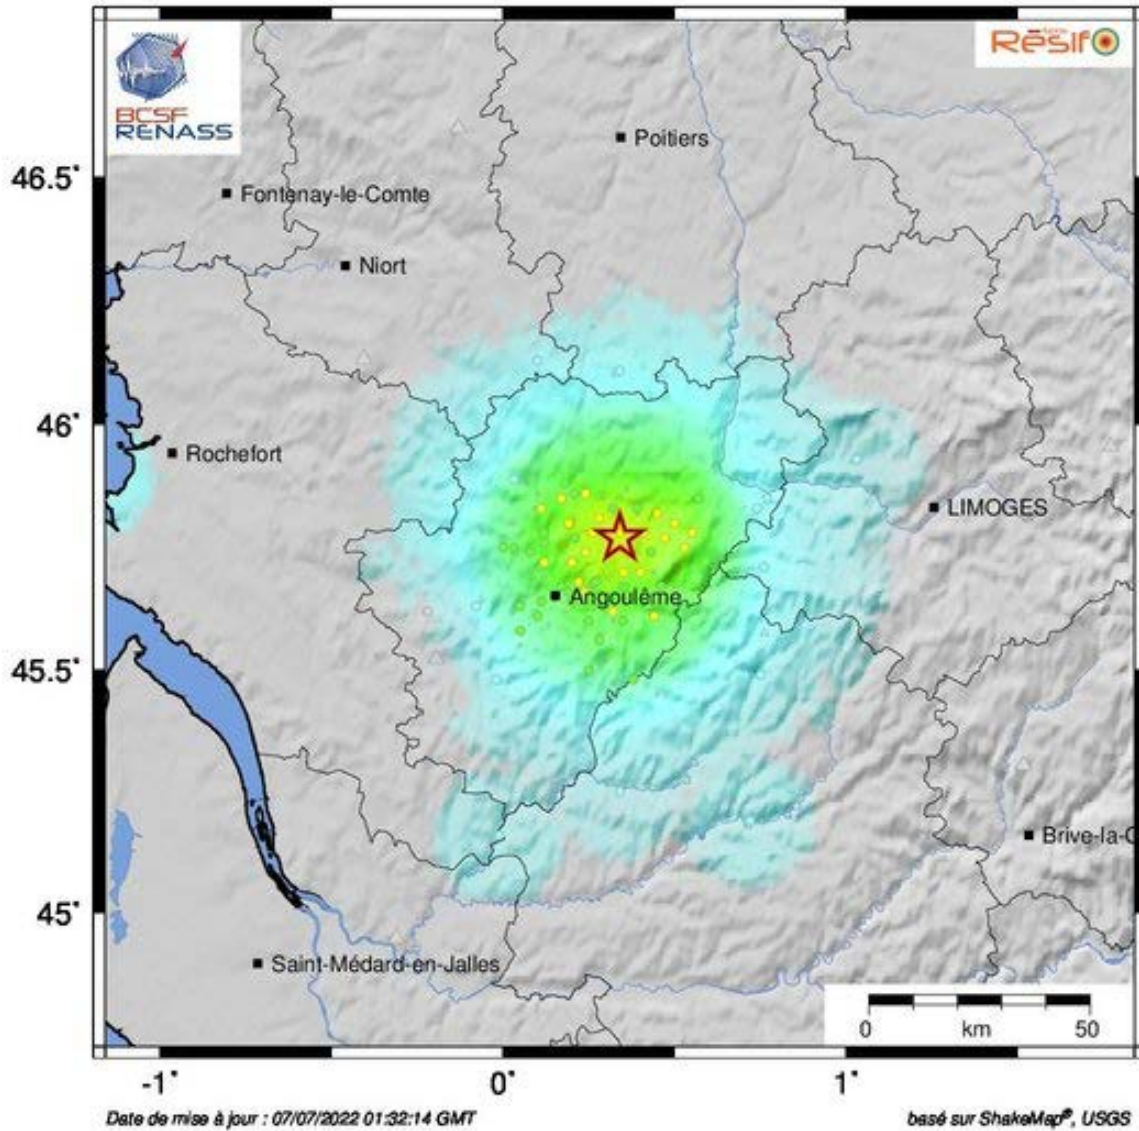 BCSF
RENASS
Résif
Poitiers
46.5°
Fontenay-le-Comte
Niort
46°
Rochefort
LIMOGES
Angoulême
45.5°
Brive-la-G
45°
Saint-Médard-en-Jalles
0 km 50
-1° 0° 1°
Date de mise à jour : 07/07/2022 01:32:14 GMT
basé sur ShakeMap®, USGS